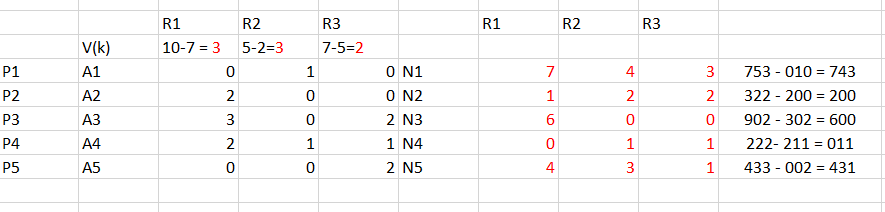 R1 R2 R3 R1 R2 R3
V(k) 10-7 = 3 5-2=3 7-5=2
P1 A1 0 1 0 N1 7 4 3 753 - 010 = 743
P2 A2 2 0 0 N2 1 2 2 322 - 200 = 200
P3 A3 3 0 2 N3 6 0 0 902 - 302 = 600
P4 A4 2 1 1 N4 0 1 1 222- 211 = 011
P5 A5 0 0 2 N5 4 3 1 433 - 002 = 431